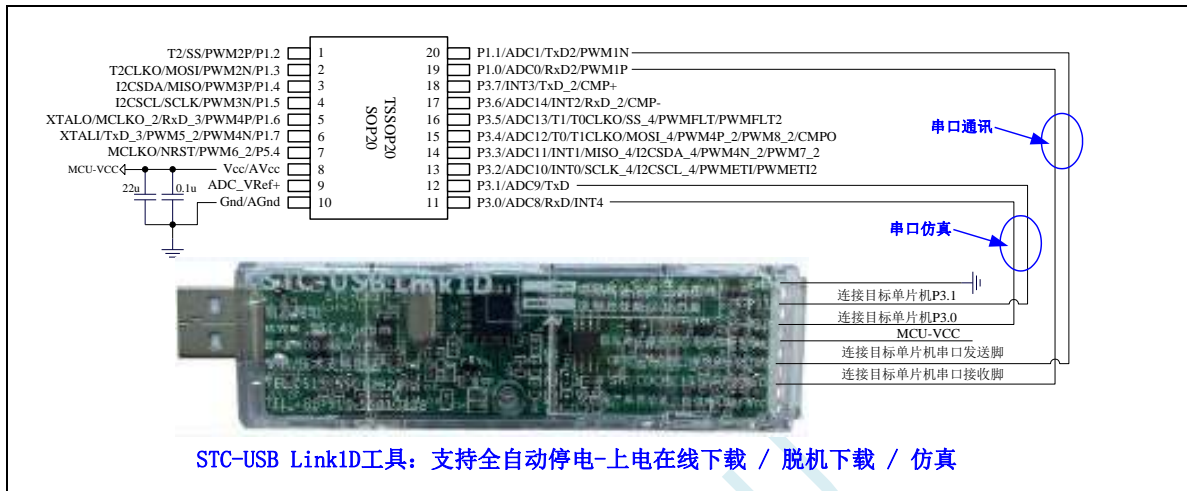 T2/SS/PWM2P/P1.2 1
T2CLKO/MOSI/PWM2N/P1.3 2
I2CSDA/MISO/PWM3P/P1.4 3
I2CSCL/SCLK/PWM3N/P1.5 4
XTALO/MCLKO_2/RxD_3/PWM4P/P1.6 5
XTALI/TxD_3/PWM5_2/PWM4N/P1.7 6
MCLKO/NRST/PWM6_2/P5.4 7
MCU-VCC Vcc/AVcc 8
ADC_VRef+ 9
Gnd/AGnd 10
22u 0.1u
TSSOP20
SOP20
20 P1.1/ADC1/TxD2/PWM1N
19 P1.0/ADC0/RxD2/PWM1P
18 P3.7/INT3/TxD_2/CMP+
17 P3.6/ADC14/INT2/RxD_2/CMP-
16 P3.5/ADC13/T1/T0CLKO/SS_4/PWMFLT/PWMFLT2
15 P3.4/ADC12/T0/T1CLKO/MOSI_4/PWM4P_2/PWM8_2/CMPO
14 P3.3/ADC11/INT1/MISO_4/I2CSDA_4/PWM4N_2/PWM7_2
13 P3.2/ADC10/INT0/SCLK_4/I2CSCL_4/PWMETI/PWMETI2
12 P3.1/ADC9/TxD
11 P3.0/ADC8/RxD/INT4
串口通讯
串口仿真
STC-USB Link1D
连接目标单片机P3.1
连接目标单片机P3.0
MCU-VCC
连接目标单片机串口发送脚
连接目标单片机串口接收脚
STC-USB Link1D工具: 支持全自动停电-上电在线下载 / 脱机下载 / 仿真